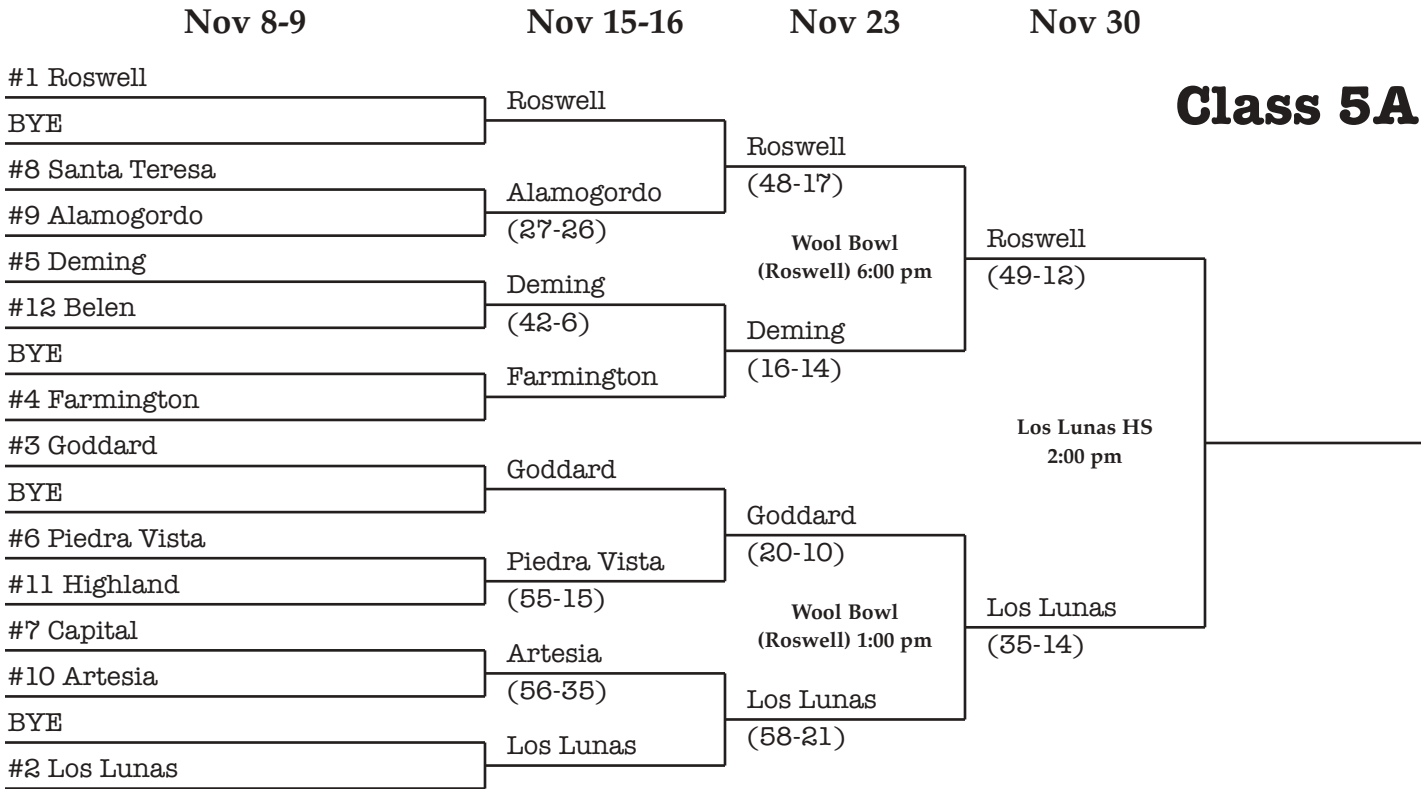 Nov 8-9
Nov 15-16
Nov 23
Nov 30
Class 5A
#1 Roswell
BYE
#8 Santa Teresa
#9 Alamogordo
#5 Deming
#12 Belen
BYE
#4 Farmington
#3 Goddard
BYE
#6 Piedra Vista
#11 Highland
#7 Capital
#10 Artesia
BYE
#2 Los Lunas
Roswell
Alamogordo
(27-26)
Deming
(42-6)
Farmington
Goddard
Piedra Vista
(55-15)
Artesia
(56-35)
Los Lunas
Roswell
(48-17)
Wool Bowl
(Roswell) 6:00 pm
Deming
(16-14)
Goddard
(20-10)
Wool Bowl
(Roswell) 1:00 pm
Los Lunas
(58-21)
Roswell
(49-12)
Los Lunas HS
2:00 pm
Los Lunas
(35-14)